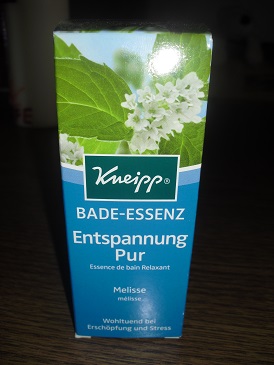 Kneipp®
BADE-ESSENZ
Entspannung
Pur
Essence de bain Relaxant
Melisse
mélisse
Wohltuend bei
Erschöpfung und Stress